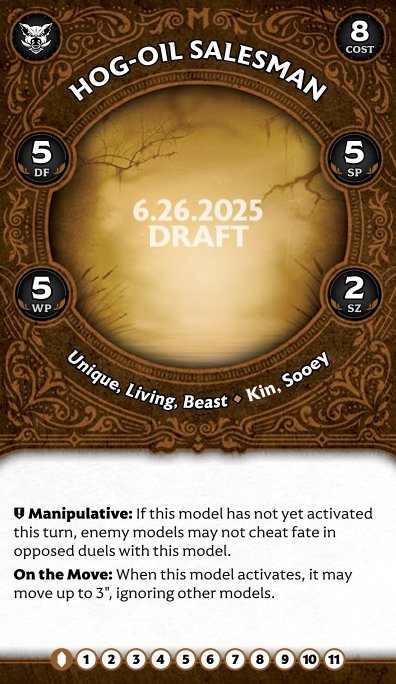 HOG-OIL SALESMAN
8
COST
5
DF
5
SP
6.26.2025
DRAFT
5
WP
2
SZ
Unique, Living, Beast ◆ Kin, Sooey
Manipulative: If this model has not yet activated
this turn, enemy models may not cheat fate in
opposed duels with this model.
On the Move: When this model activates, it may
move up to 3", ignoring other models.
1 2 3 4 5 6 7 8 9 10 11